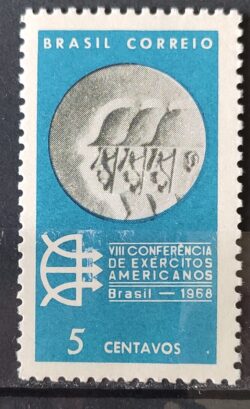 BRASIL CORREIO
VIII CONFERÊNCIA
DE EXÉRCITOS
AMERICANOS
Brasil — 1968
5 CENTAVOS